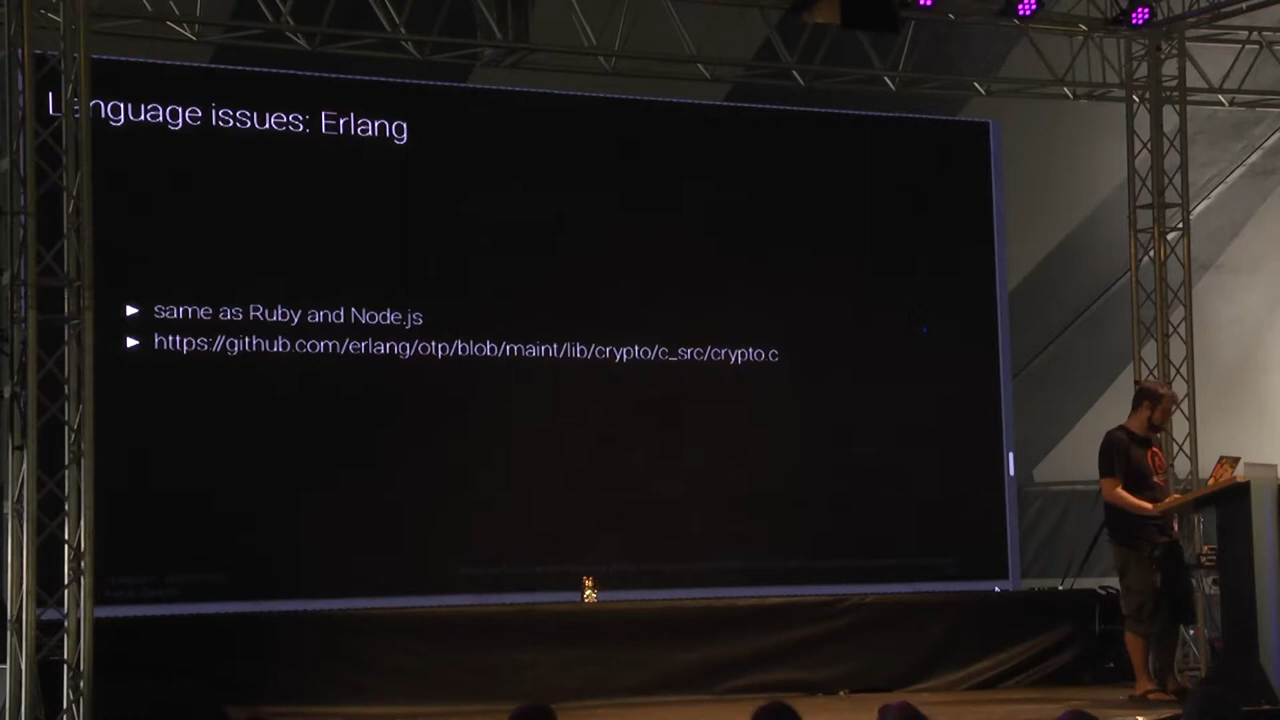 Language issues: Erlang
► same as Ruby and Node.js
► https://github.com/erlang/otp/blob/maint/lib/crypto/c_src/crypto.c